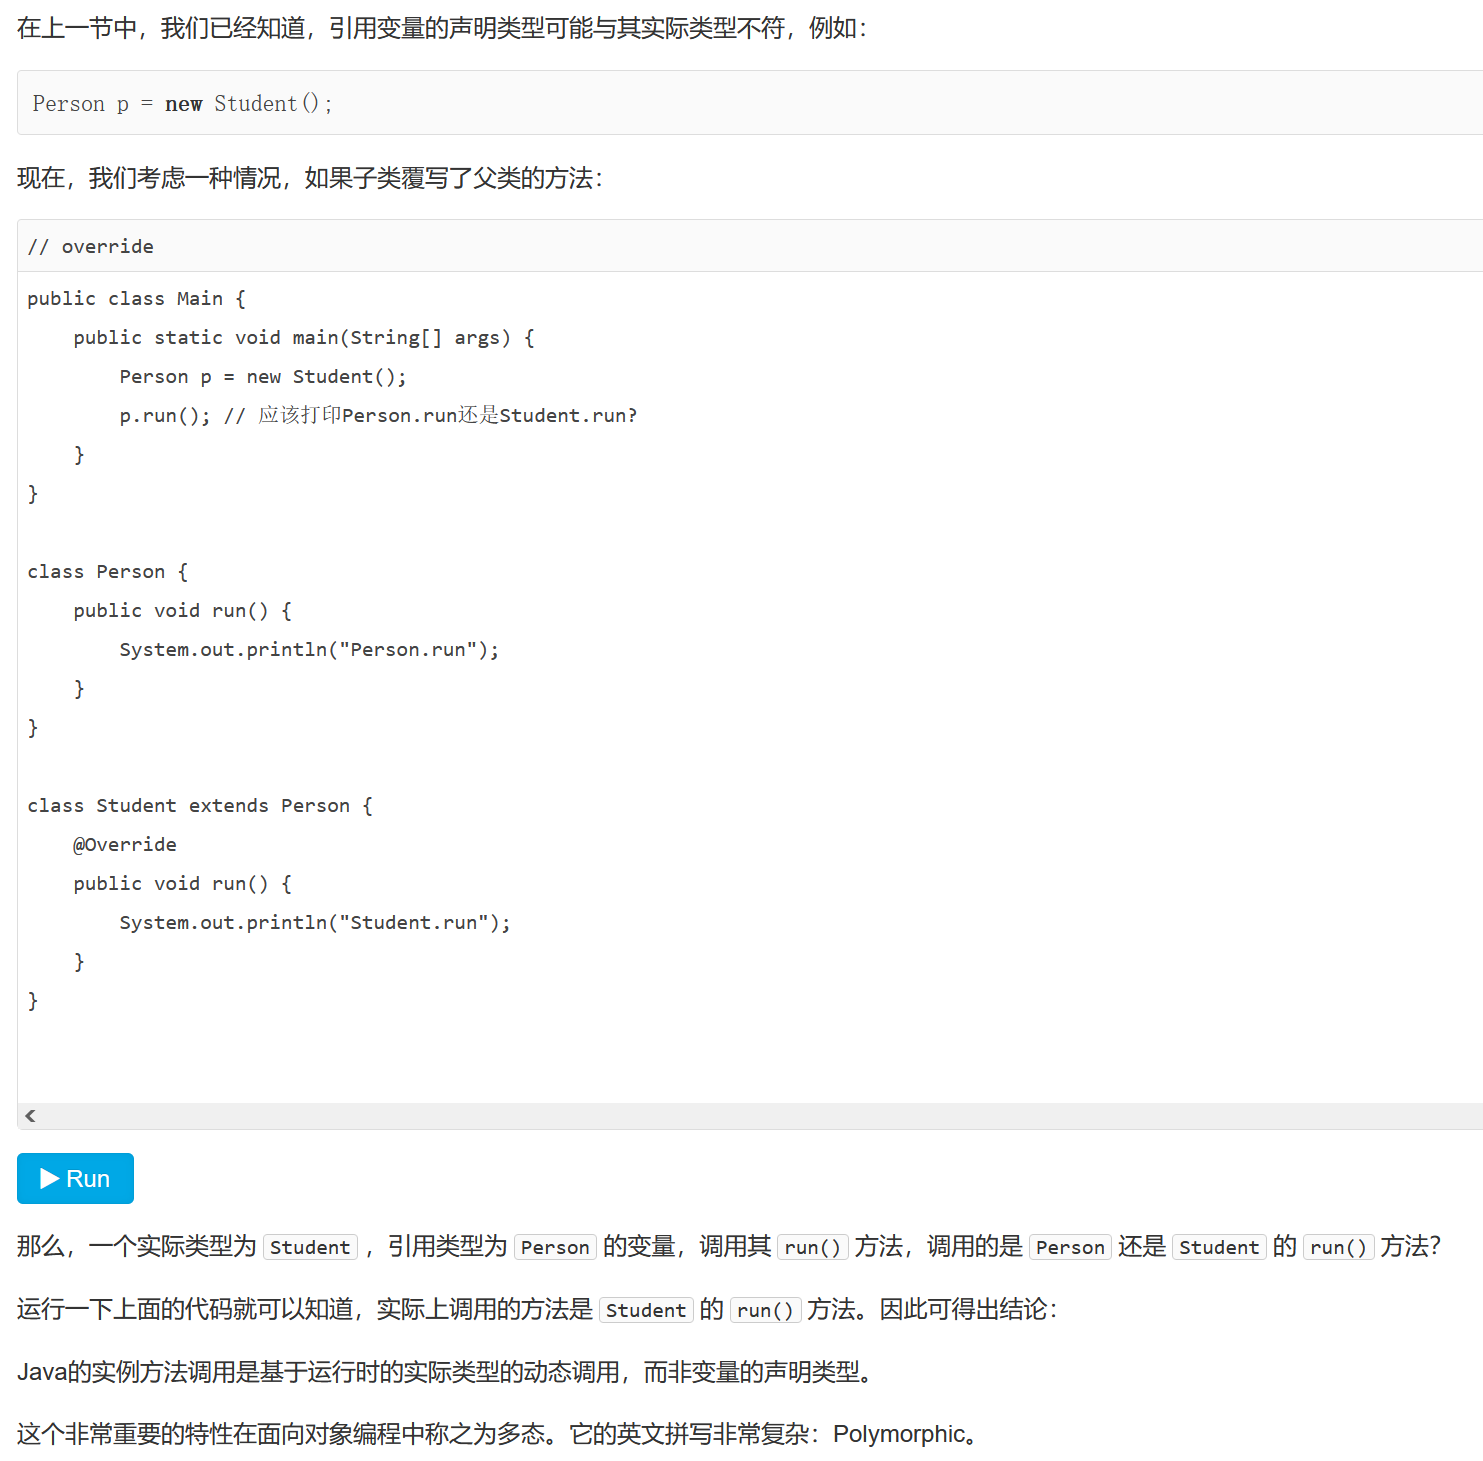 在上一节中，我们已经知道，引用变量的声明类型可能与其实际类型不符，例如：
Person p = new Student();
现在，我们考虑一种情况，如果子类覆写了父类的方法：
// override
public class Main {
    public static void main(String[] args) {
        Person p = new Student();
        p.run(); // 应该打印Person.run还是Student.run?
    }
}
class Person {
    public void run() {
        System.out.println("Person.run");
    }
}
class Student extends Person {
    @Override
    public void run() {
        System.out.println("Student.run");
    }
}
Run
那么，一个实际类型为 Student ，引用类型为 Person 的变量，调用其 run() 方法，调用的是 Person 还是 Student 的 run() 方法？
运行一下上面的代码就可以知道，实际上调用的方法是 Student 的 run() 方法。因此可得出结论：
Java的实例方法调用是基于运行时的实际类型的动态调用，而非变量的声明类型。
这个非常重要的特性在面向对象编程中称之为多态。它的英文拼写非常复杂：Polymorphic。